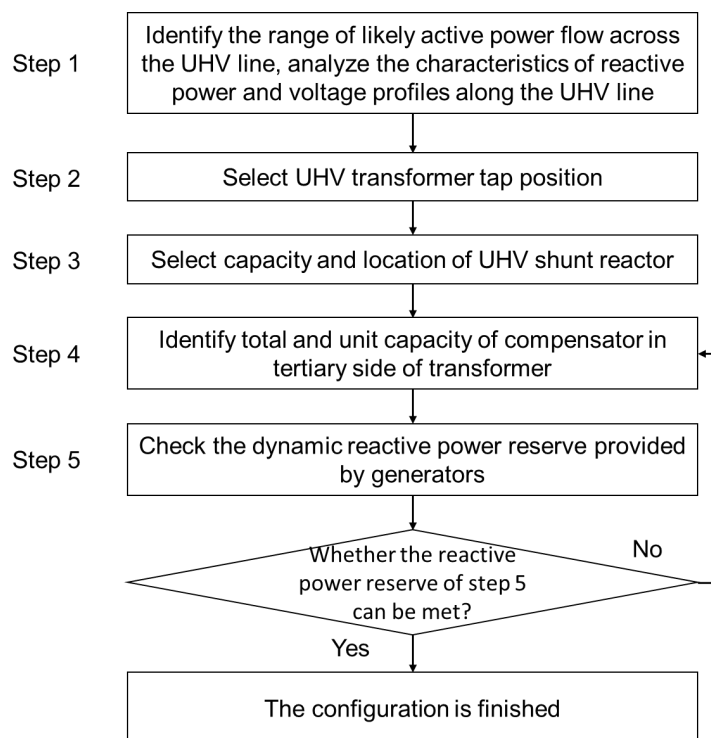 Step 1
Identify the range of likely active power flow across
the UHV line, analyze the characteristics of reactive
power and voltage profiles along the UHV line
Step 2
Select UHV transformer tap position
Step 3
Select capacity and location of UHV shunt reactor
Step 4
Identify total and unit capacity of compensator in
tertiary side of transformer
Step 5
Check the dynamic reactive power reserve provided
by generators
Whether the reactive
power reserve of step 5
can be met?
No
Yes
The configuration is finished